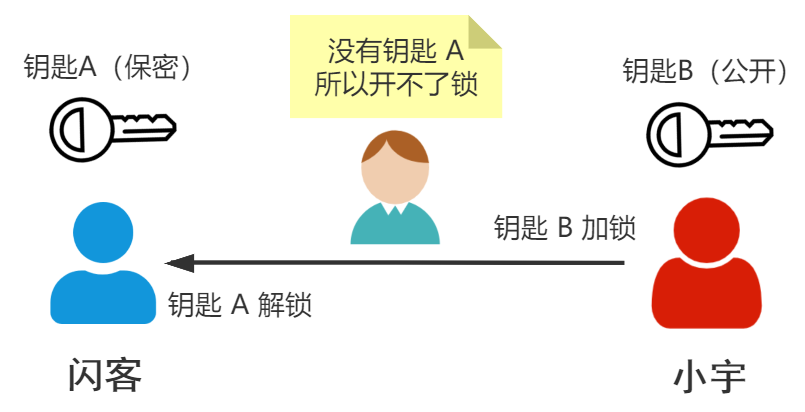 没有钥匙 A
所以开不了锁
钥匙A（保密）
钥匙B（公开）
钥匙 B 加锁
钥匙 A 解锁
闪客
小宇